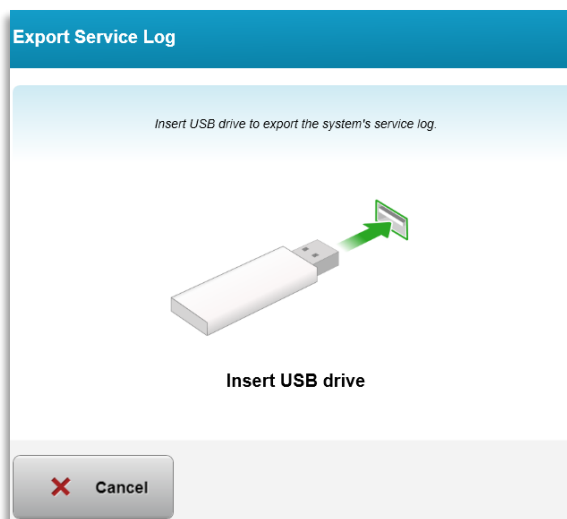 Export Service Log
Insert USB drive to export the system's service log.
Insert USB drive
Cancel